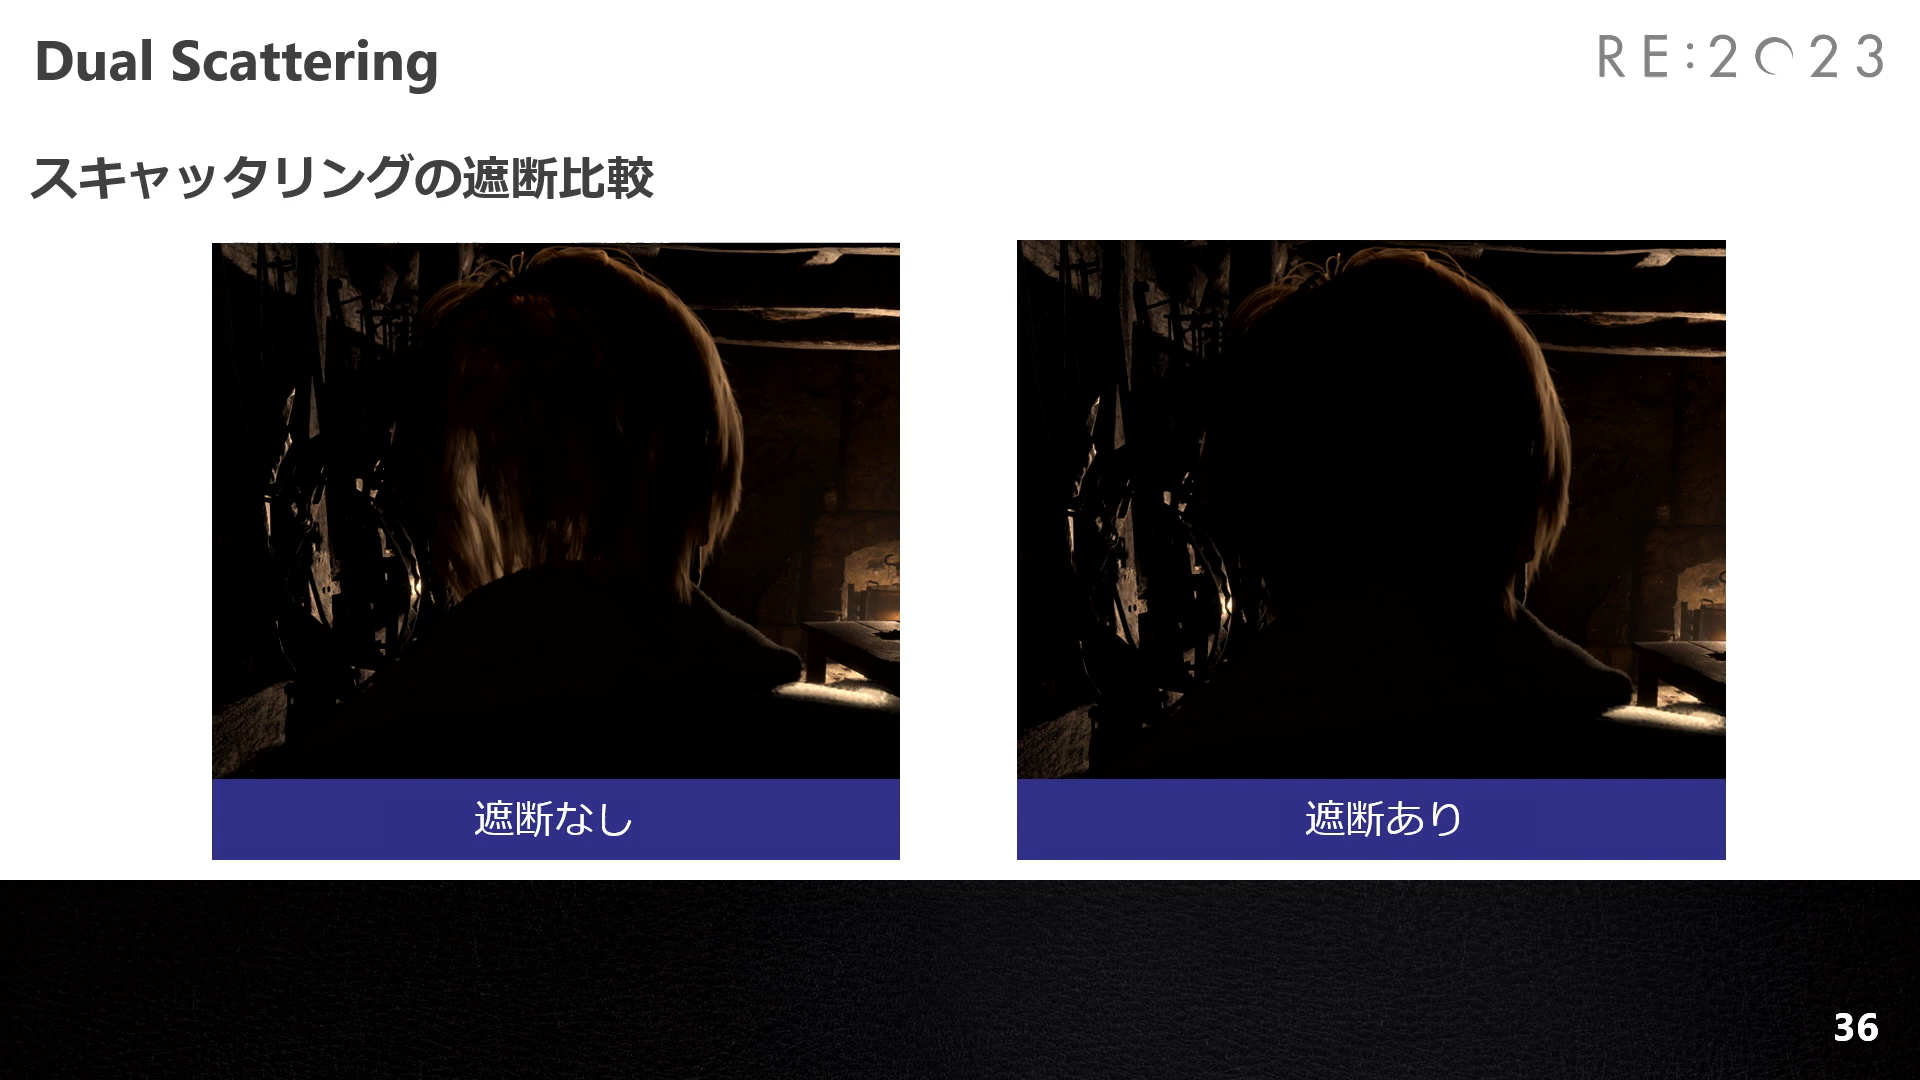 Dual Scattering
RE:2023
スキャッタリングの遮断比較
遮断なし
遮断あり
36